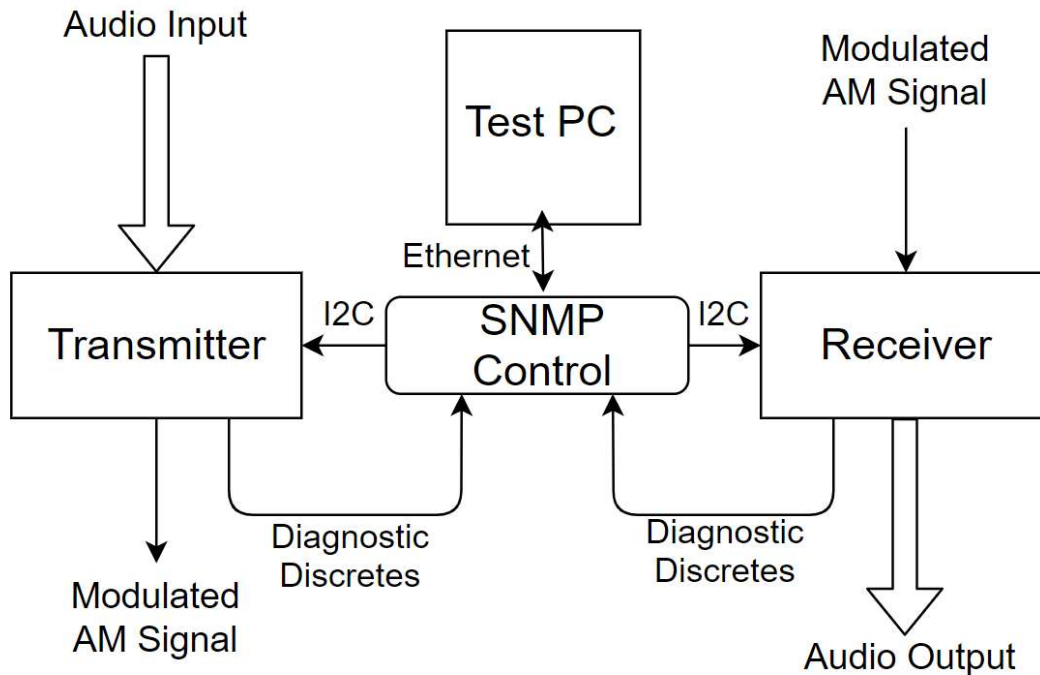 Audio Input
Test PC
Modulated
AM Signal
Ethernet
Transmitter
I2C
SNMP
Control
I2C
Receiver
Diagnostic
Discretes
Diagnostic
Discretes
Modulated
AM Signal
Audio Output